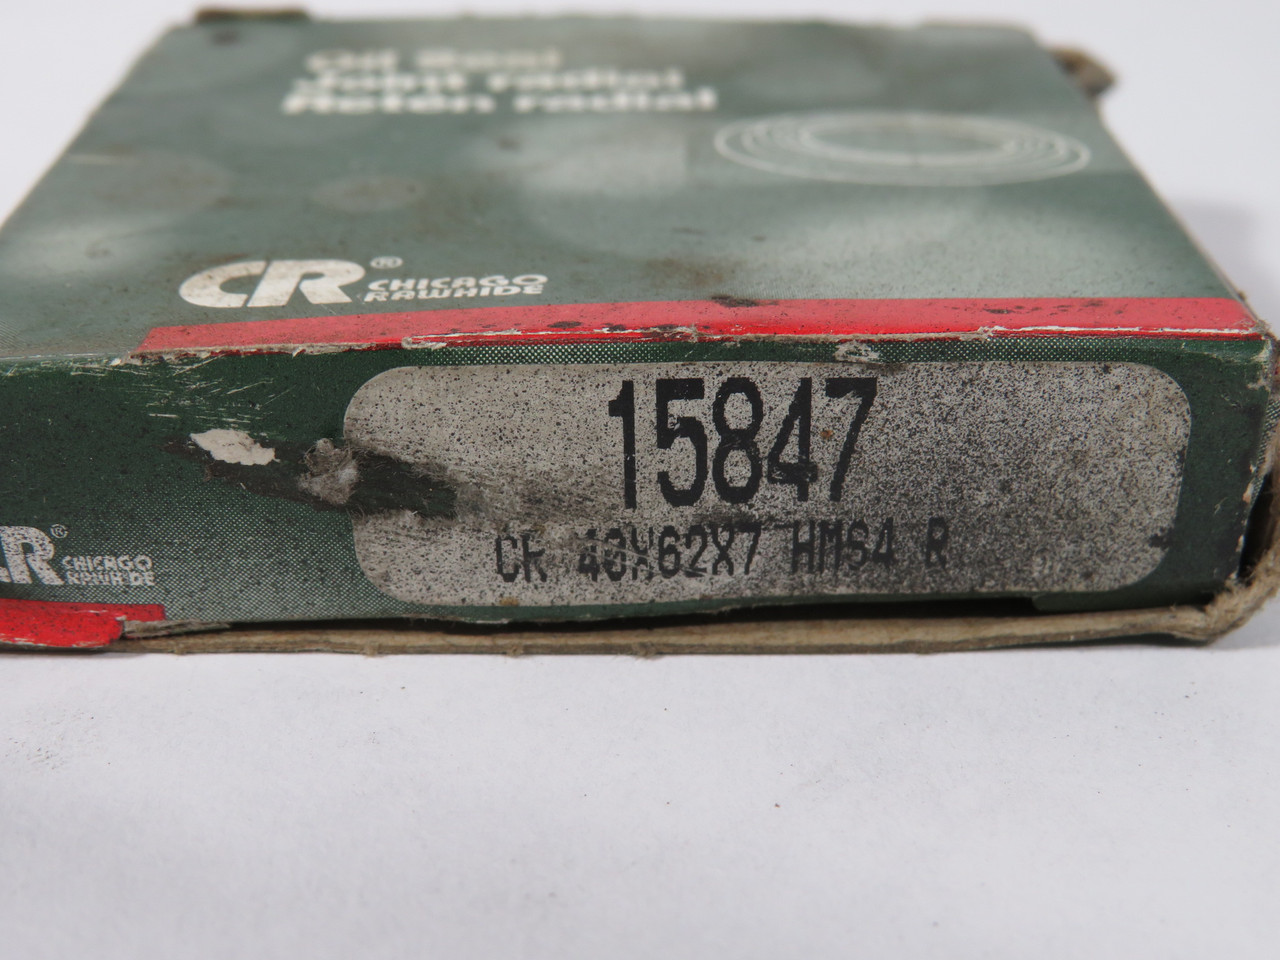 Oil Seal
Joint radial
Retén radial
CR® CHICAGO
RAWHIDE
15847
CR 40X62X7 HMS4 R
CR® CHICAGO
RAWHIDE